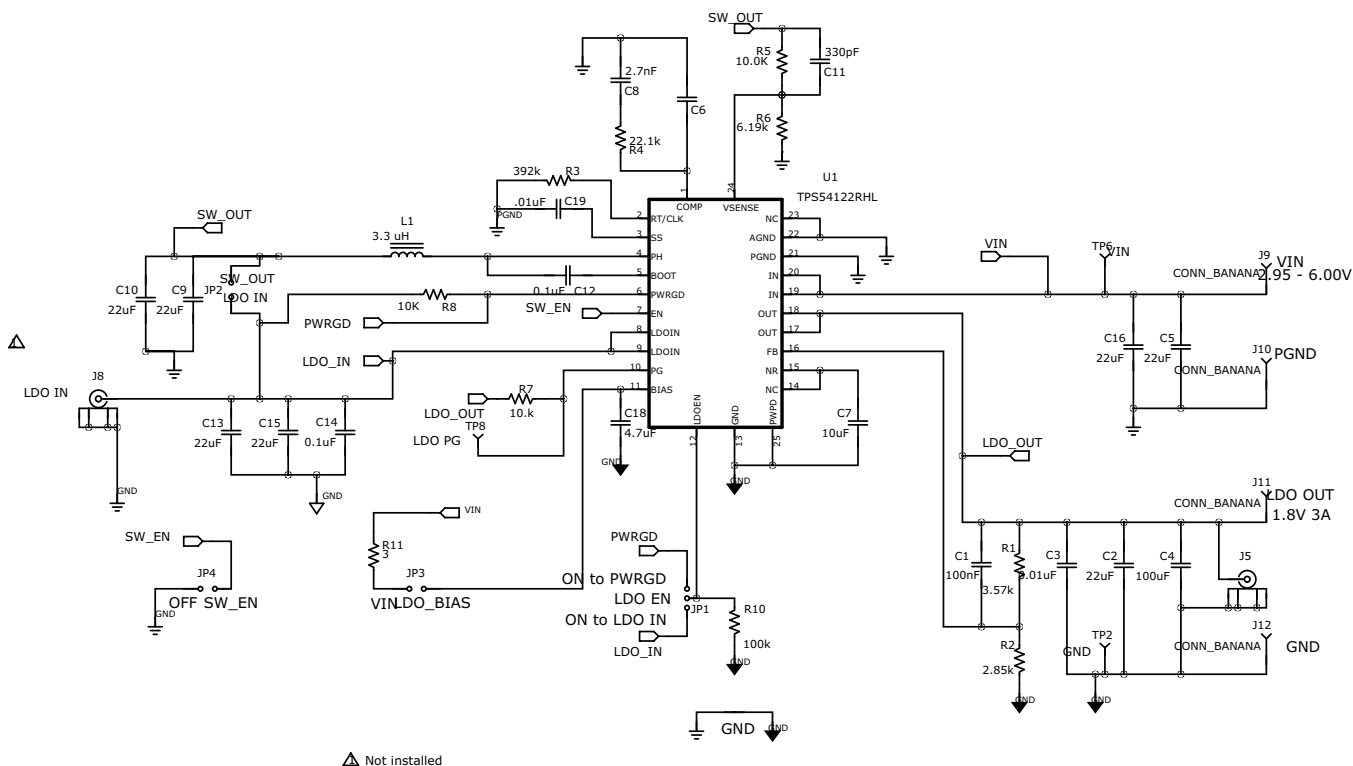 SW_OUT
R5
10.0K
330pF
C11
2.7nF
C8
C6
22.1k
R4
R6
6.19k
U1
TPS54122RHL
392k
R3
.01uF
C19
PGND
1
24
COMP
VSENSE
2
RT/CLK
3
SS
4
PH
5
BOOT
6
PWRGD
7
EN
8
LDOIN
9
LDOIN
10
PG
11
BIAS
NC
23
AGND
22
PGND
21
IN
20
IN
19
OUT
18
OUT
17
FB
16
NR
15
NC
14
LDOEN
GND
PWPD
12
13
25
SW_OUT
L1
3.3 uH
C10
22uF
C9
22uF
JP2
SW_OUT
LDO IN
0.1uF
C12
10K
R8
SW_EN
PWRGD
LDO_IN
1
J8
LDO IN
C13
22uF
C15
22uF
C14
0.1uF
GND
GND
R7
10.k
LDO_OUT
TP8
LDO PG
C18
4.7uF
GND
C7
10uF
GND
VIN
TP6
VIN
J9
VIN
CONN_BANANA
2.95 - 6.00V
C16
22uF
C5
22uF
J10
PGND
CONN_BANANA
LDO_OUT
J11
LDO OUT
CONN_BANANA
1.8V 3A
C1
100nF
R1
3.57k
C3
0.01uF
C2
22uF
C4
100uF
J5
J12
CONN_BANANA
GND
R2
2.85k
GND
TP2
GND
GND
SW_EN
JP4
OFF SW_EN
GND
VIN
R11
3
JP3
VIN
LDO_BIAS
PWRGD
ON to PWRGD
LDO EN
ON to LDO IN
JP1
LDO_IN
R10
100k
GND
GND
GND
1 Not installed